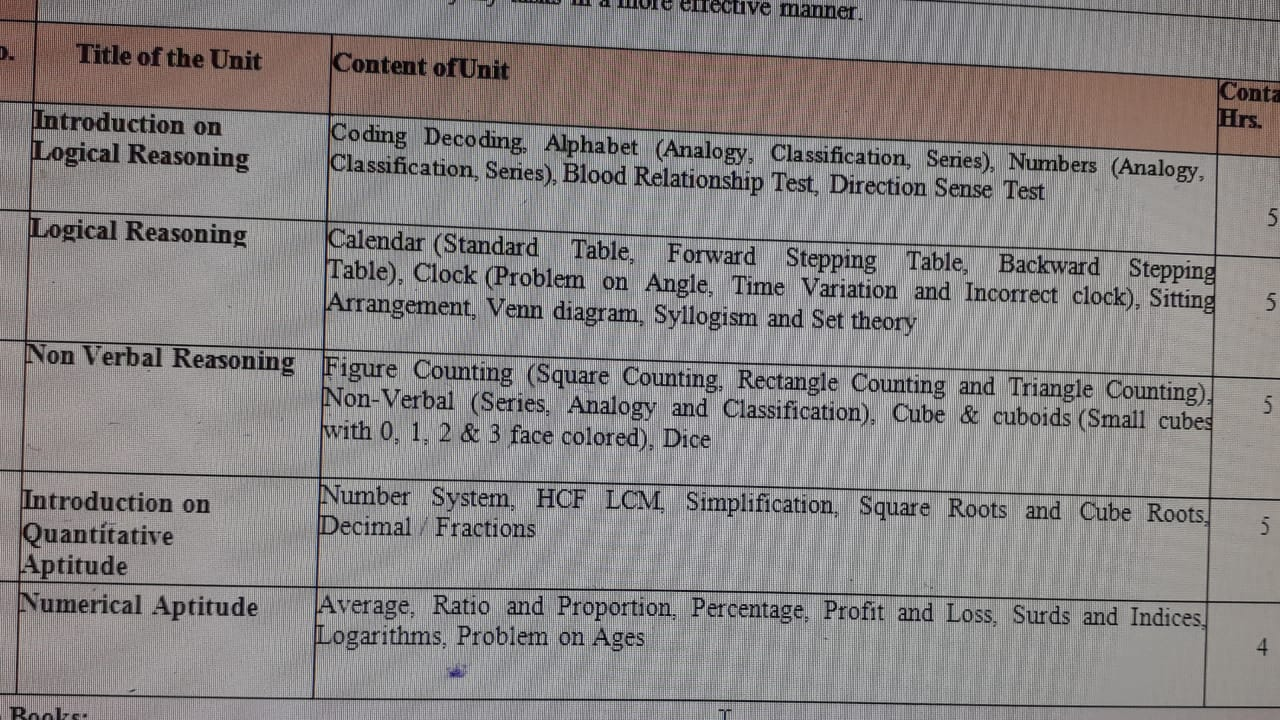 in a more effective manner.
Title of the Unit
Content of Unit
Hrs.
Introduction on
Logical Reasoning
Coding Decoding, Alphabet (Analogy, Classification, Series), Numbers (Analogy,
Classification, Series), Blood Relationship Test, Direction Sense Test
5
Logical Reasoning
Calendar (Standard Table, Forward Stepping Table, Backward Stepping
Table), Clock (Problem on Angle, Time Variation and Incorrect clock), Sitting
Arrangement, Venn diagram, Syllogism and Set theory
5
Non Verbal Reasoning
Figure Counting (Square Counting, Rectangle Counting and Triangle Counting),
Non-Verbal (Series, Analogy and Classification), Cube & cuboids (Small cubes
with 0, 1, 2 & 3 face colored), Dice
5
Introduction on
Quantitative
Aptitude
Number System, HCF LCM, Simplification, Square Roots and Cube Roots,
Decimal / Fractions
5
Numerical Aptitude
Average, Ratio and Proportion, Percentage, Profit and Loss, Surds and Indices,
Logarithms, Problem on Ages
4
Books: